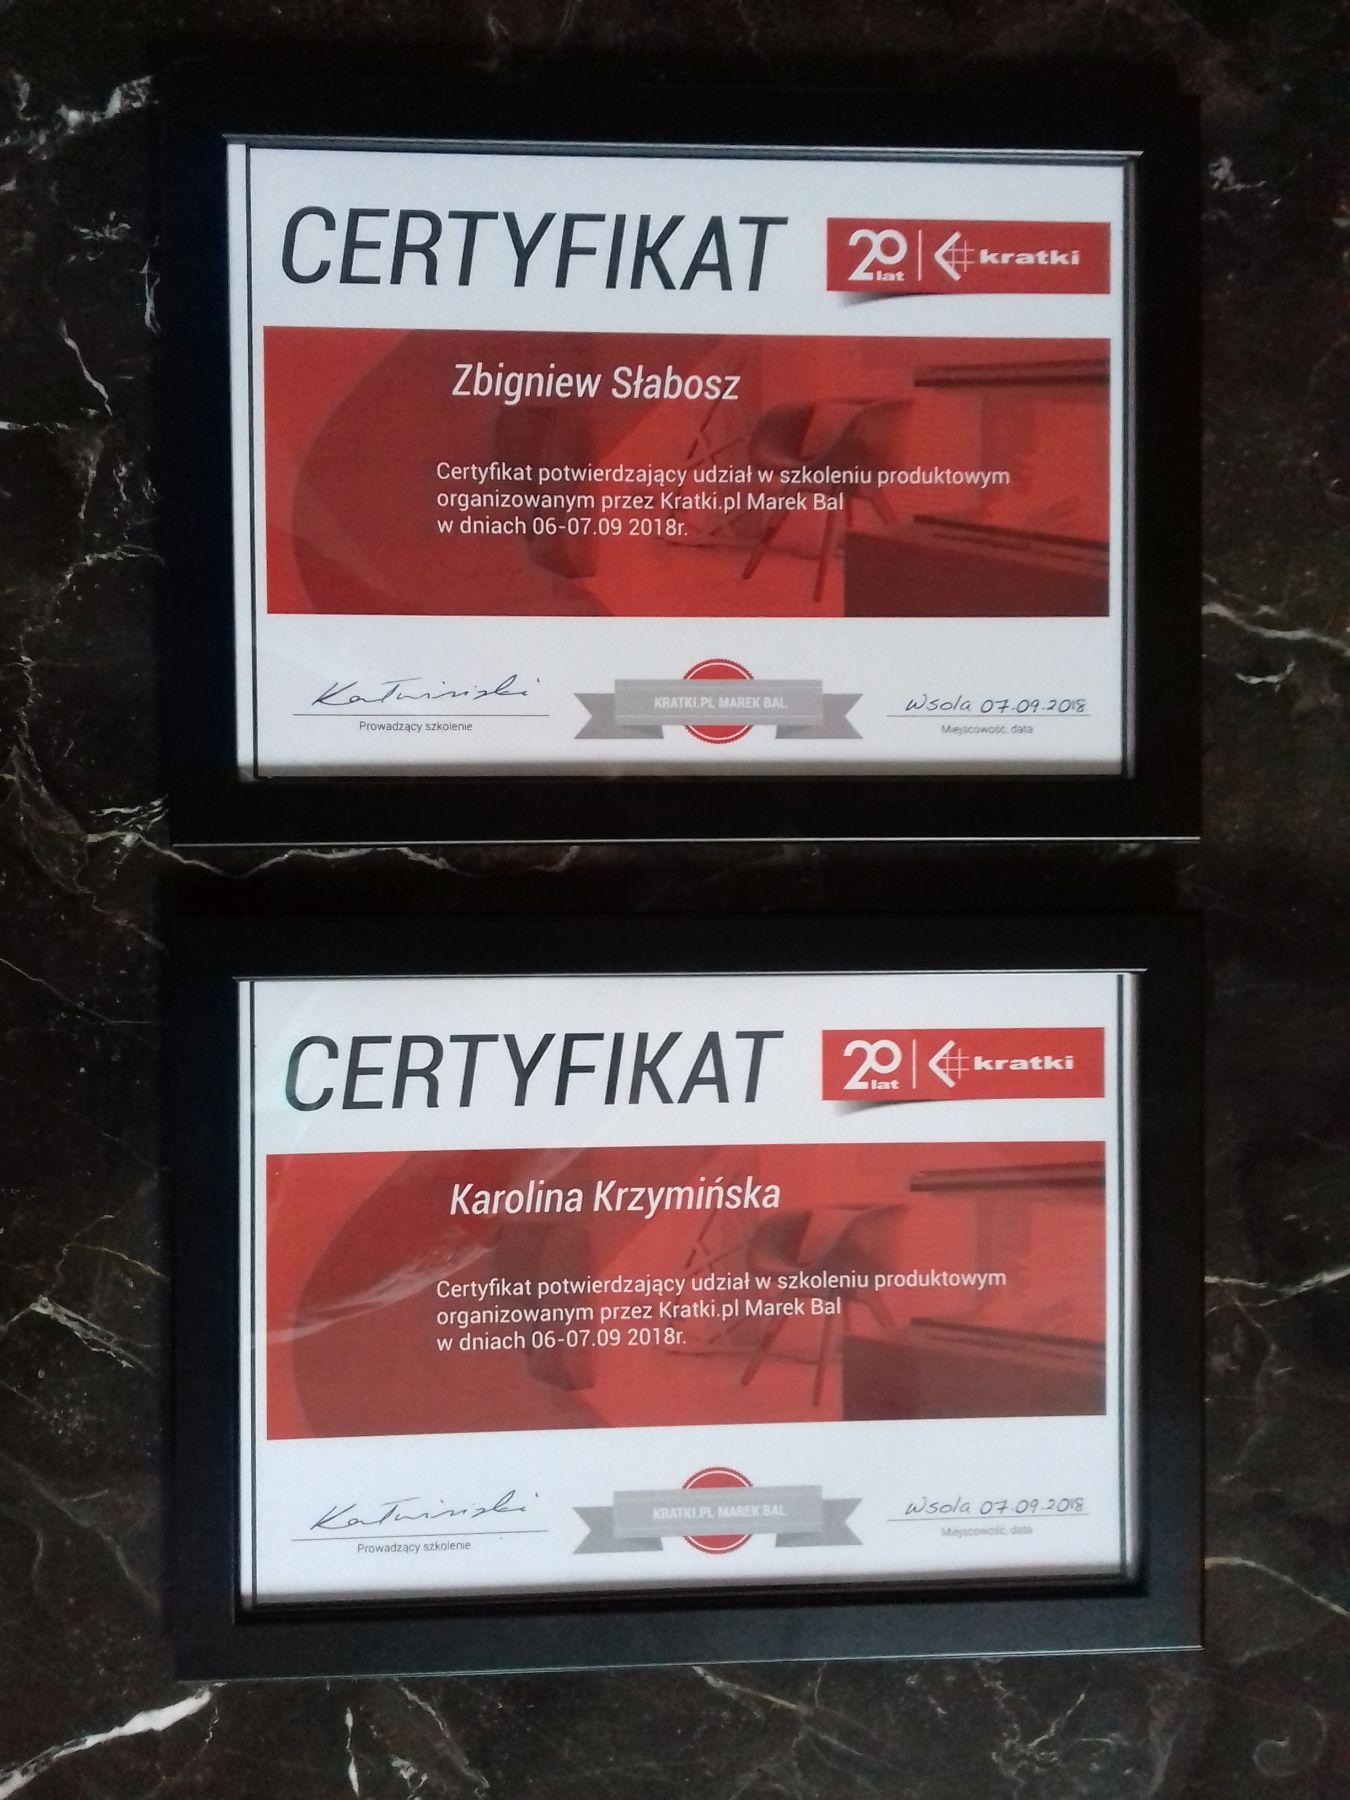 CERTYFIKAT
20 lat kratki
Zbigniew Słabosz
Certyfikat potwierdzający udział w szkoleniu produktowym
organizowanym przez Kratki.pl Marek Bal
w dniach 06-07.09 2018r.
Prowadzący szkolenie
KRATKI.PL MAREK BAL
Wsola 07.09.2018
Miejscowość, data
CERTYFIKAT
20 lat kratki
Karolina Krzymińska
Certyfikat potwierdzający udział w szkoleniu produktowym
organizowanym przez Kratki.pl Marek Bal
w dniach 06-07.09 2018r.
Prowadzący szkolenie
KRATKI.PL MAREK BAL
Wsola 07.09.2018
Miejscowość, data